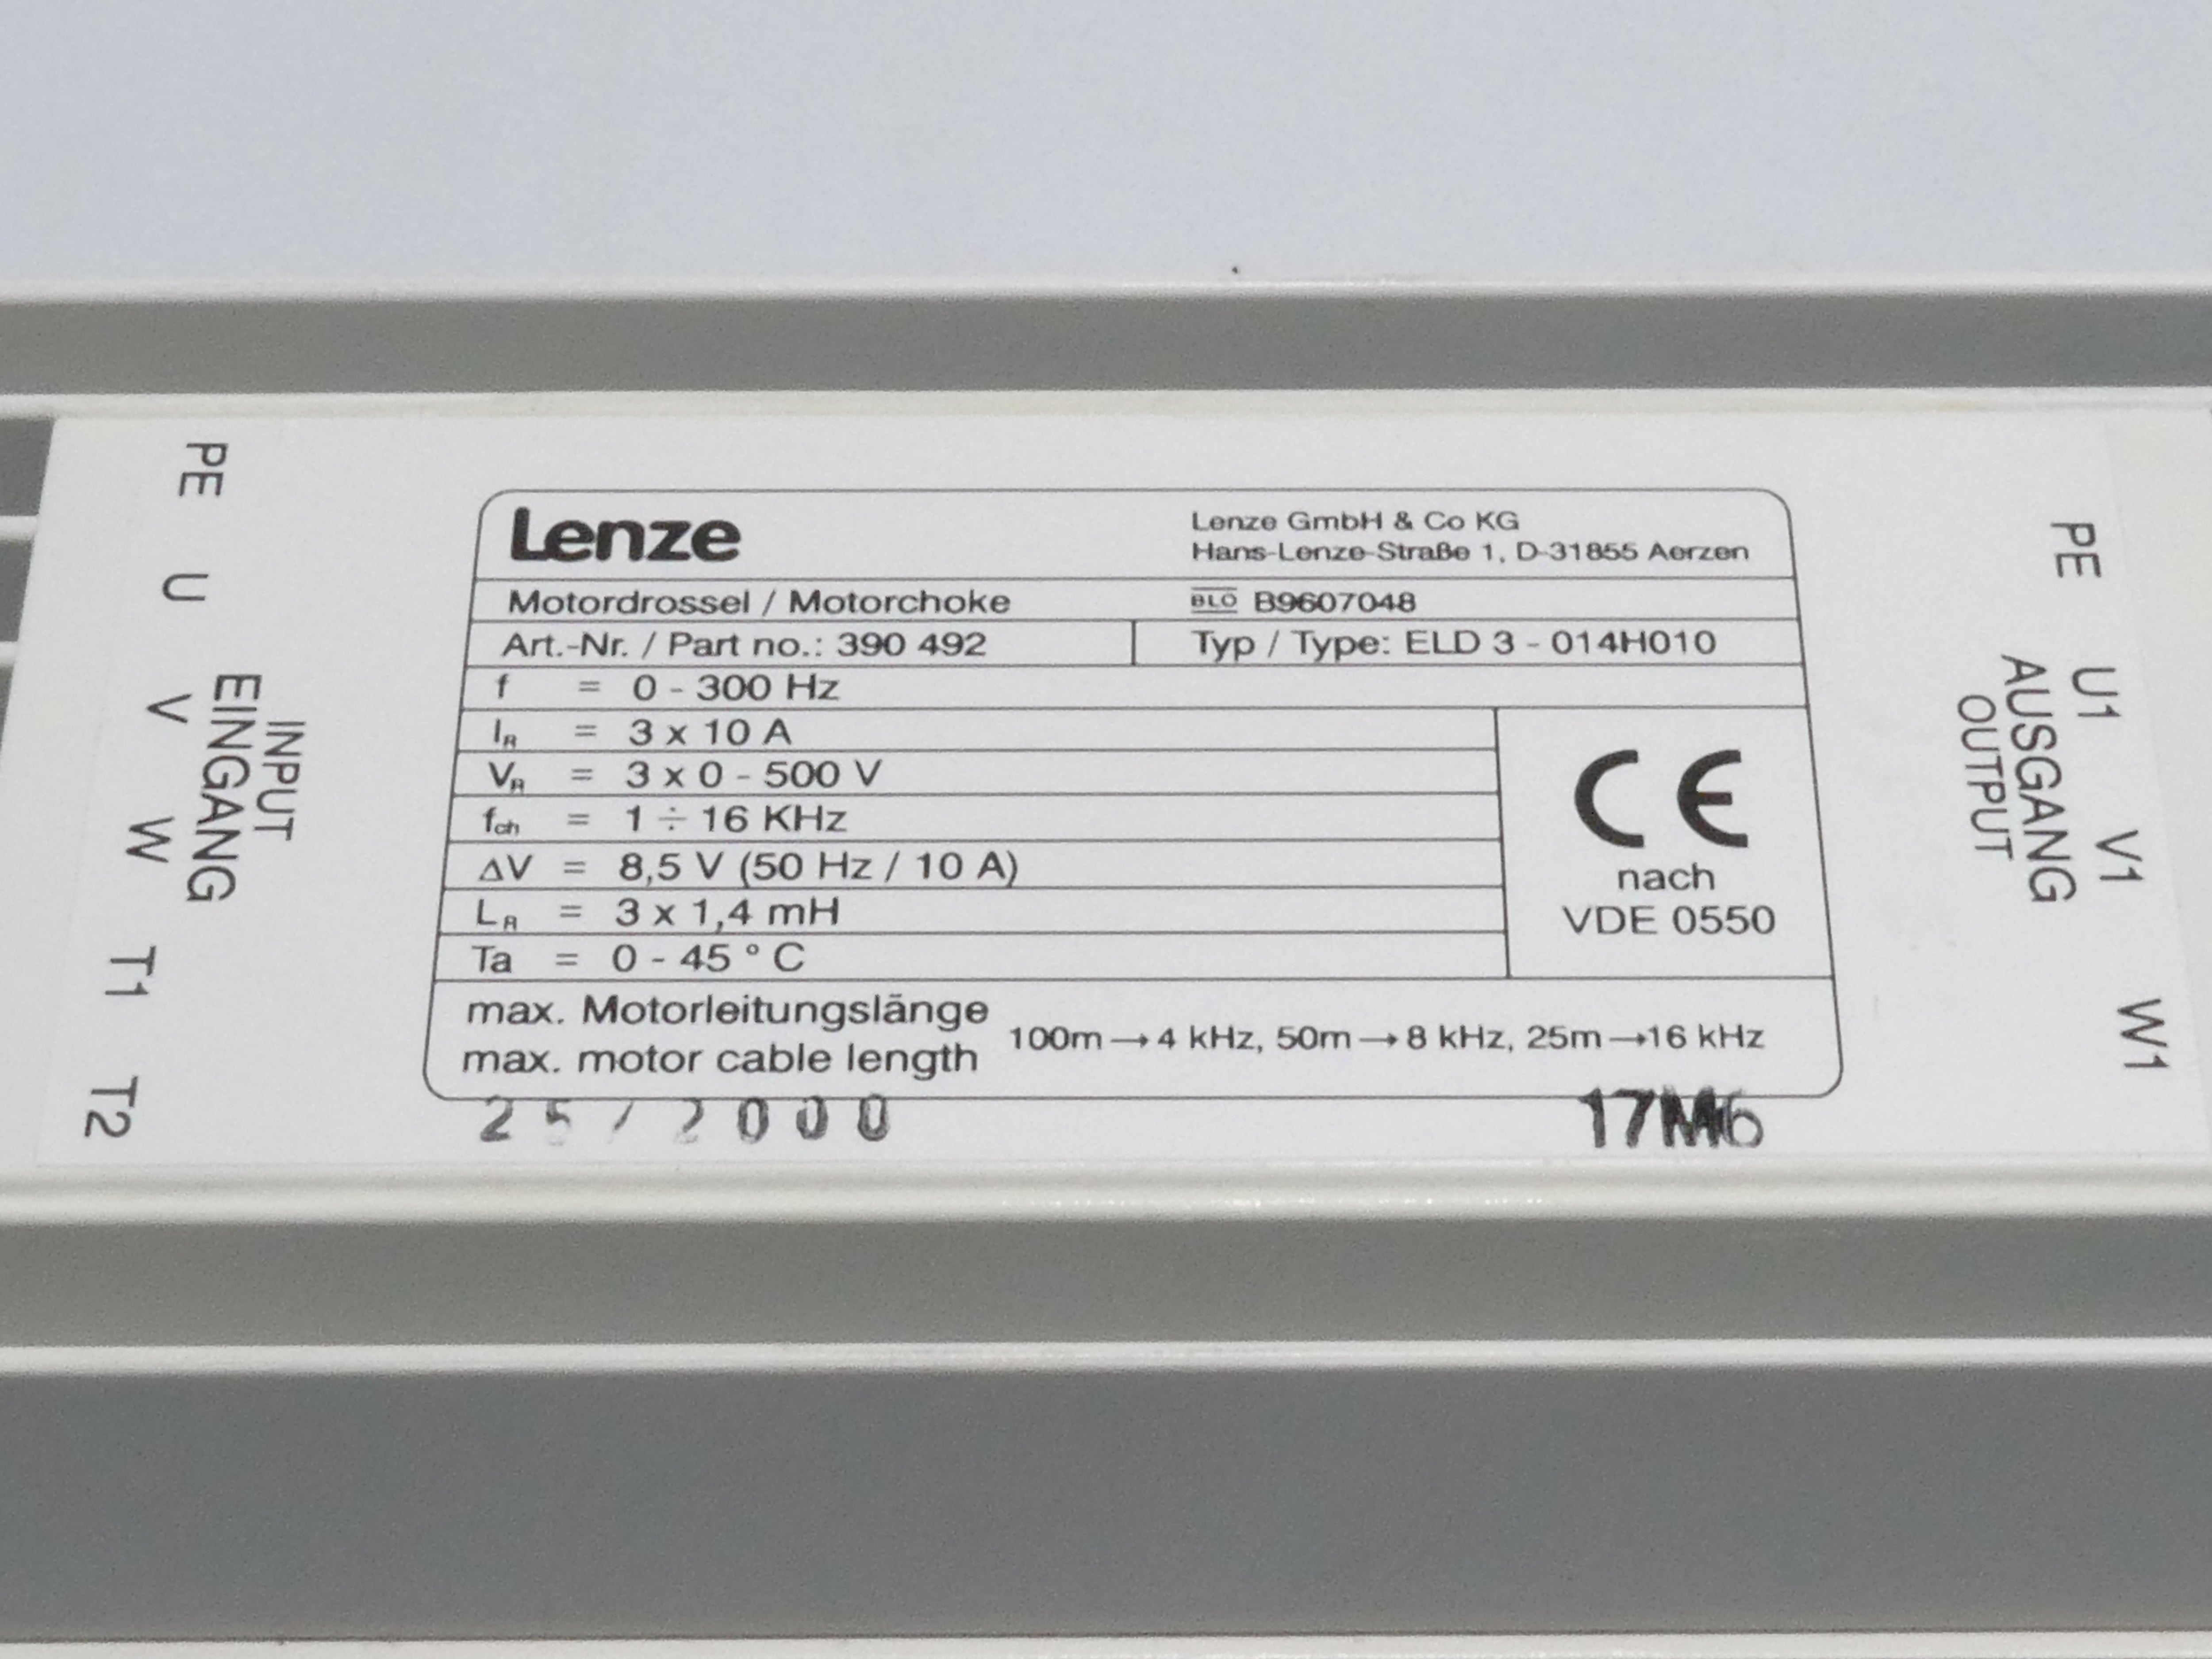 Lenze
Lenze GmbH & Co KG
Hans-Lenze-Straße 1, D-31855 Aerzen
Motordrossel / Motorchoke
BLO B9607048
Art.-Nr. / Part no.: 390 492
Typ / Type: ELD 3 - 014H010
f = 0 - 300 Hz
IR = 3 x 10 A
VR = 3 x 0 - 500 V
fch = 1 ÷ 16 KHz
ΔV = 8,5 V (50 Hz / 10 A)
LR = 3 x 1,4 mH
Ta = 0 - 45 ° C
CE
nach
VDE 0550
max. Motorleitungslänge
max. motor cable length
100m→4 kHz, 50m→8 kHz, 25m→16 kHz
25/2000
17M6
PE U V W T1 T2
EINGANG
INPUT
PE U1 V1 W1
AUSGANG
OUTPUT